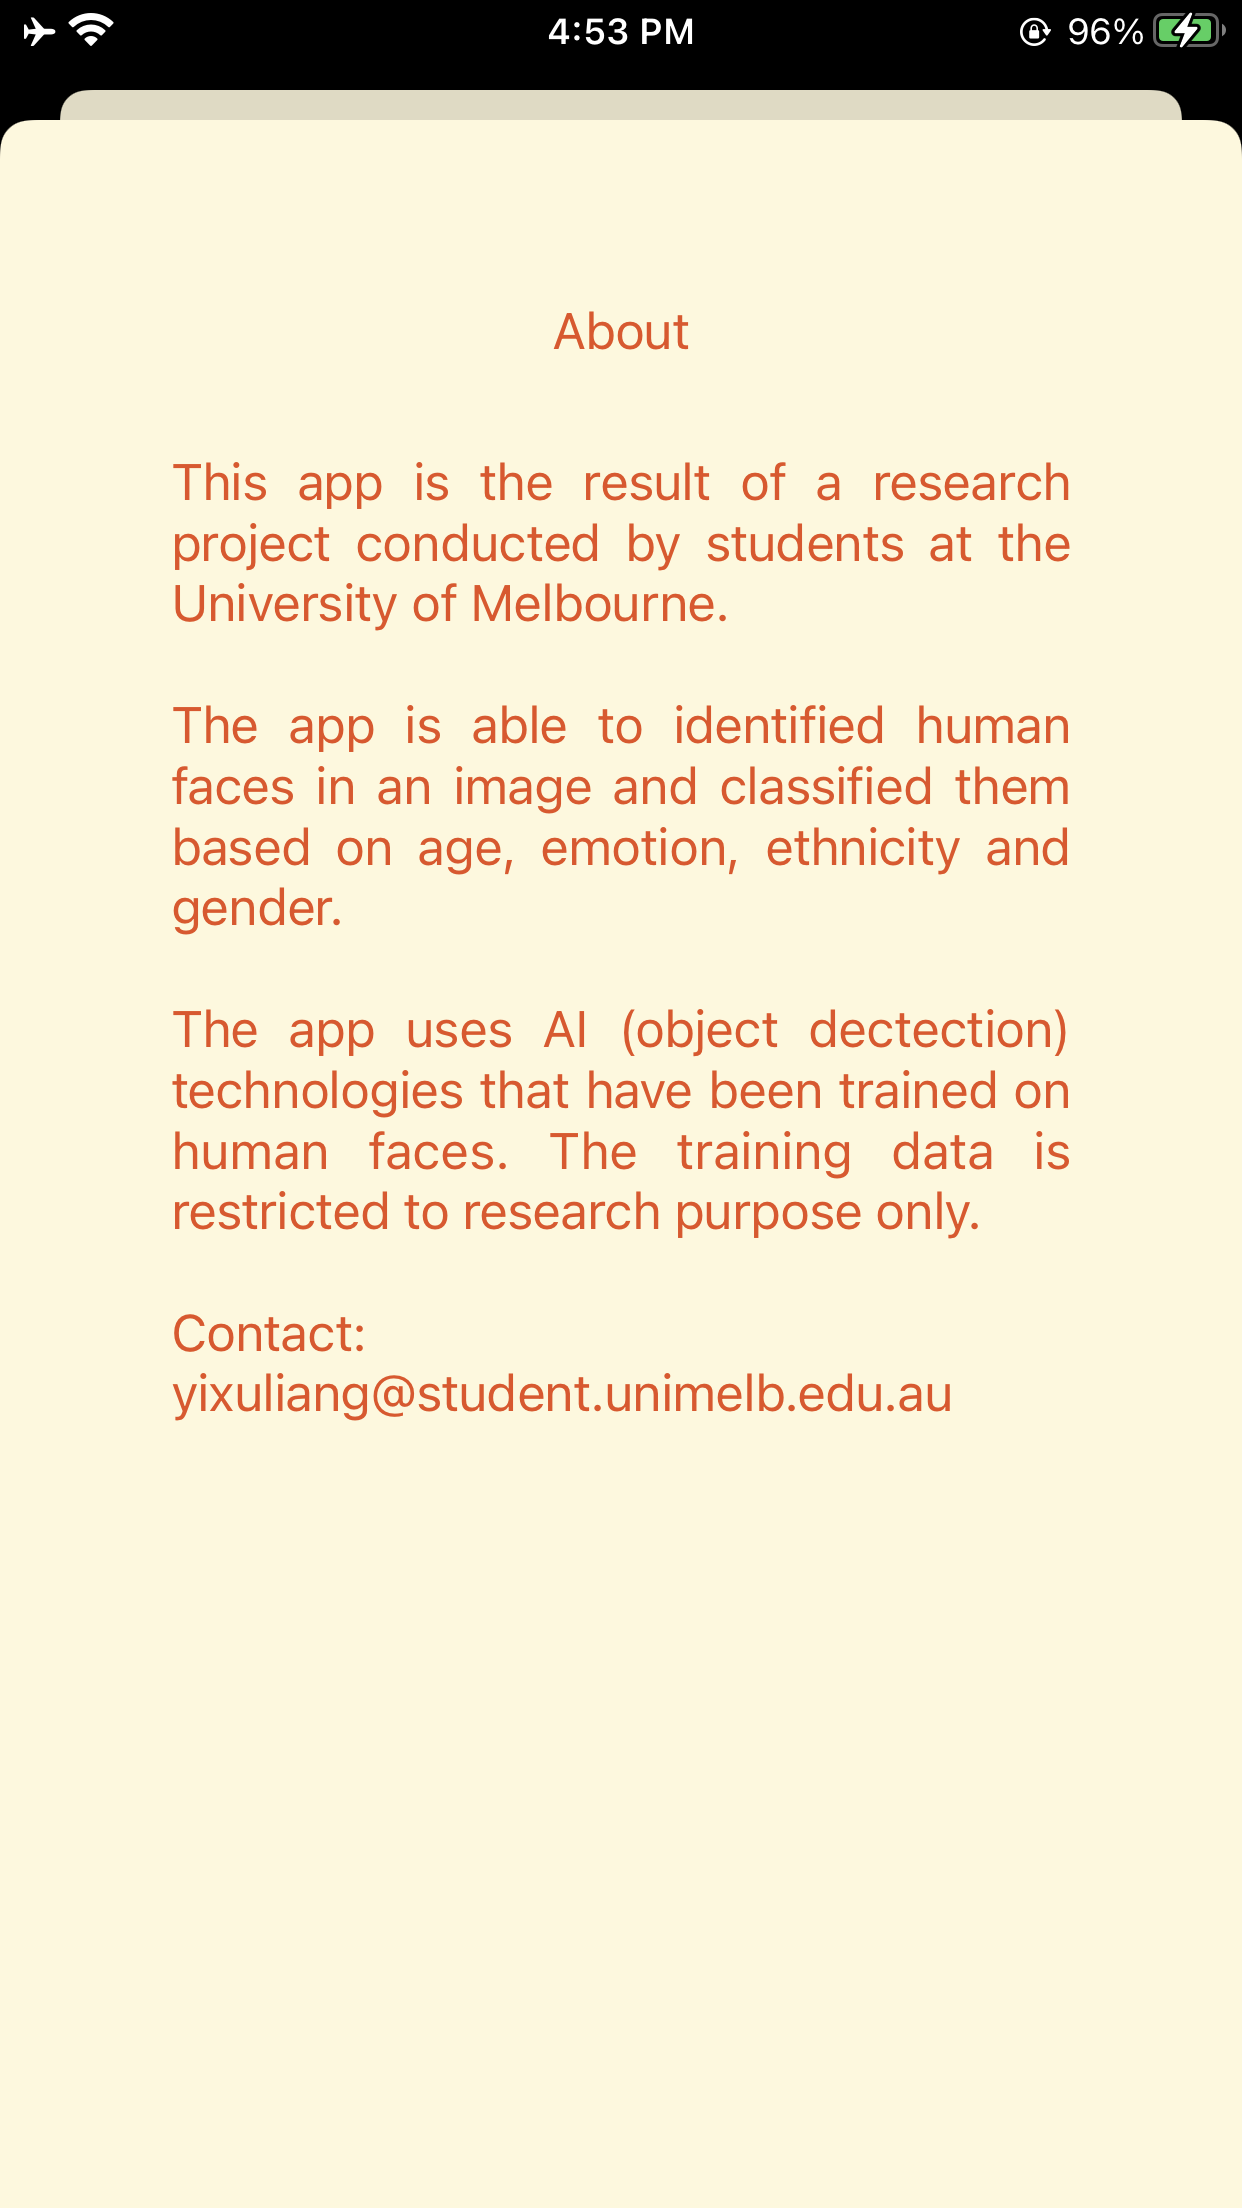 4:53 PM
96%
About
This app is the result of a research
project conducted by students at the
University of Melbourne.
The app is able to identified human
faces in an image and classified them
based on age, emotion, ethnicity and
gender.
The app uses AI (object dectection)
technologies that have been trained on
human faces. The training data is
restricted to research purpose only.
Contact:
yixuliang@student.unimelb.edu.au